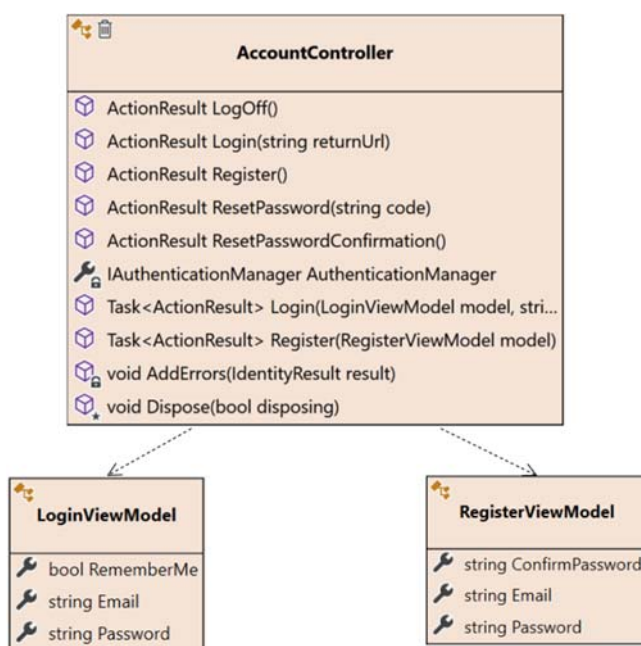 AccountController
ActionResult LogOff()
ActionResult Login(string returnUrl)
ActionResult Register()
ActionResult ResetPassword(string code)
ActionResult ResetPasswordConfirmation()
IAuthenticationManager AuthenticationManager
Task<ActionResult> Login(LoginViewModel model, stri...
Task<ActionResult> Register(RegisterViewModel model)
void AddErrors(IdentityResult result)
void Dispose(bool disposing)
LoginViewModel
bool RememberMe
string Email
string Password
RegisterViewModel
string ConfirmPassword
string Email
string Password